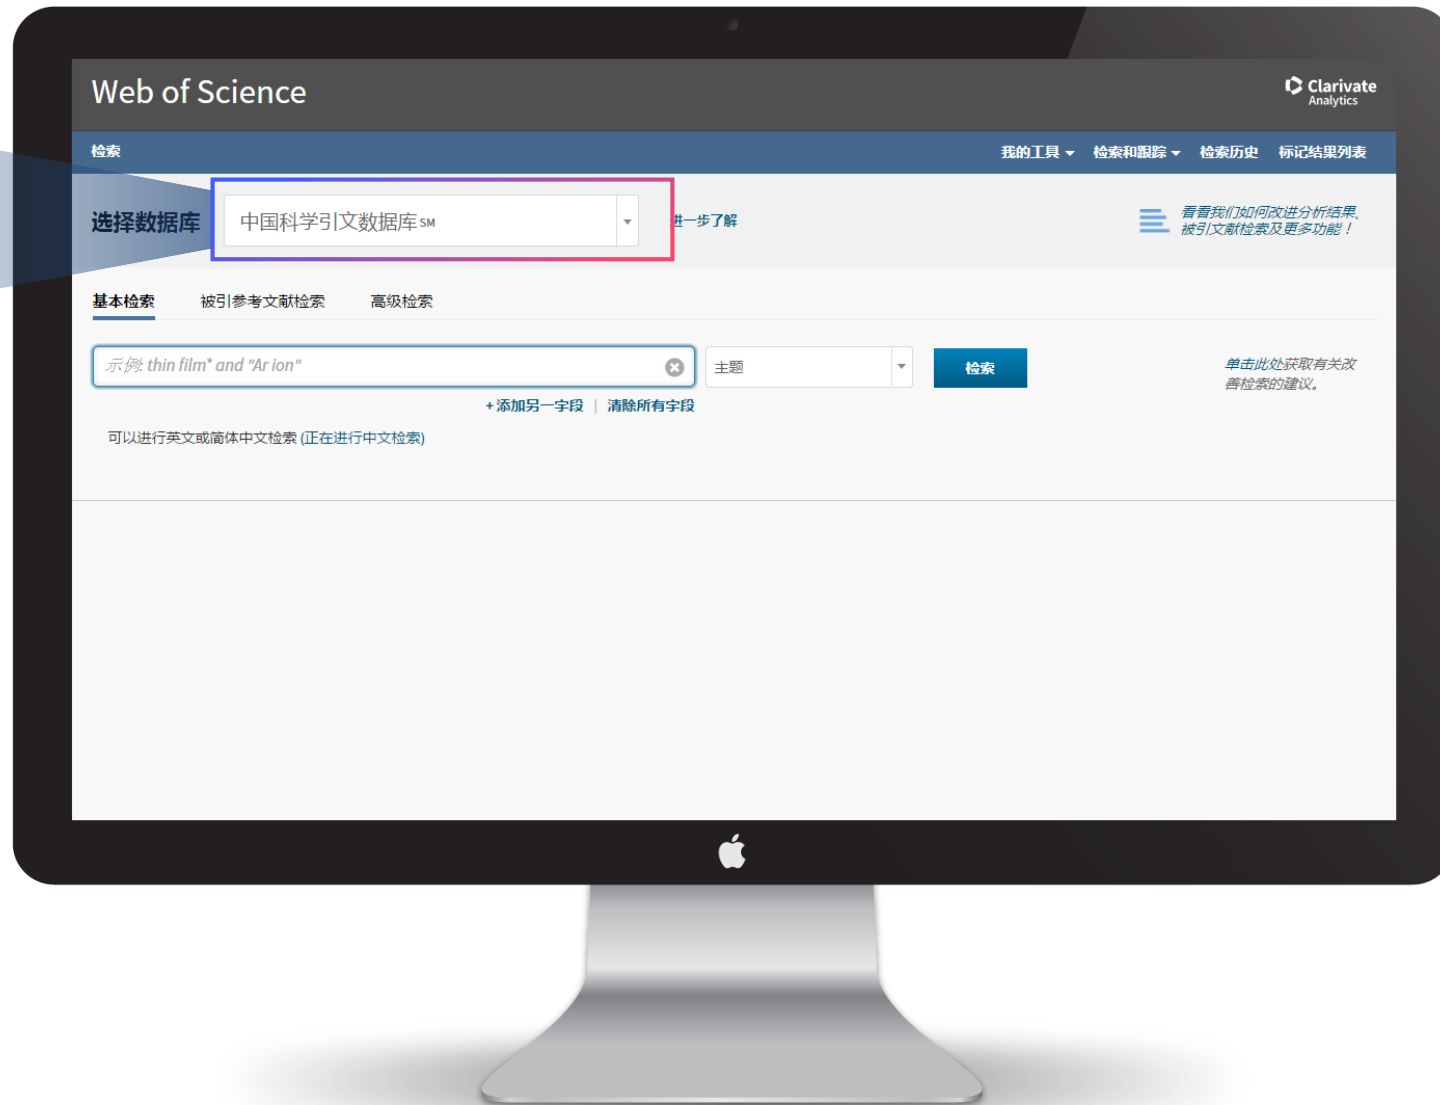 Web of Science
Clarivate
Analytics
检索
我的工具 检索和跟踪 检索历史 标记结果列表
选择数据库 中国科学引文数据库℠ 进一步了解
看看我们如何改进分析结果、
被引文献检索及更多功能！
基本检索 被引参考文献检索 高级检索
示例: thin film* and "Ar ion" 主题 检索
单击此处获取有关改
善检索的建议。
+添加另一字段 | 清除所有字段
可以进行英文或简体中文检索 (正在进行中文检索)